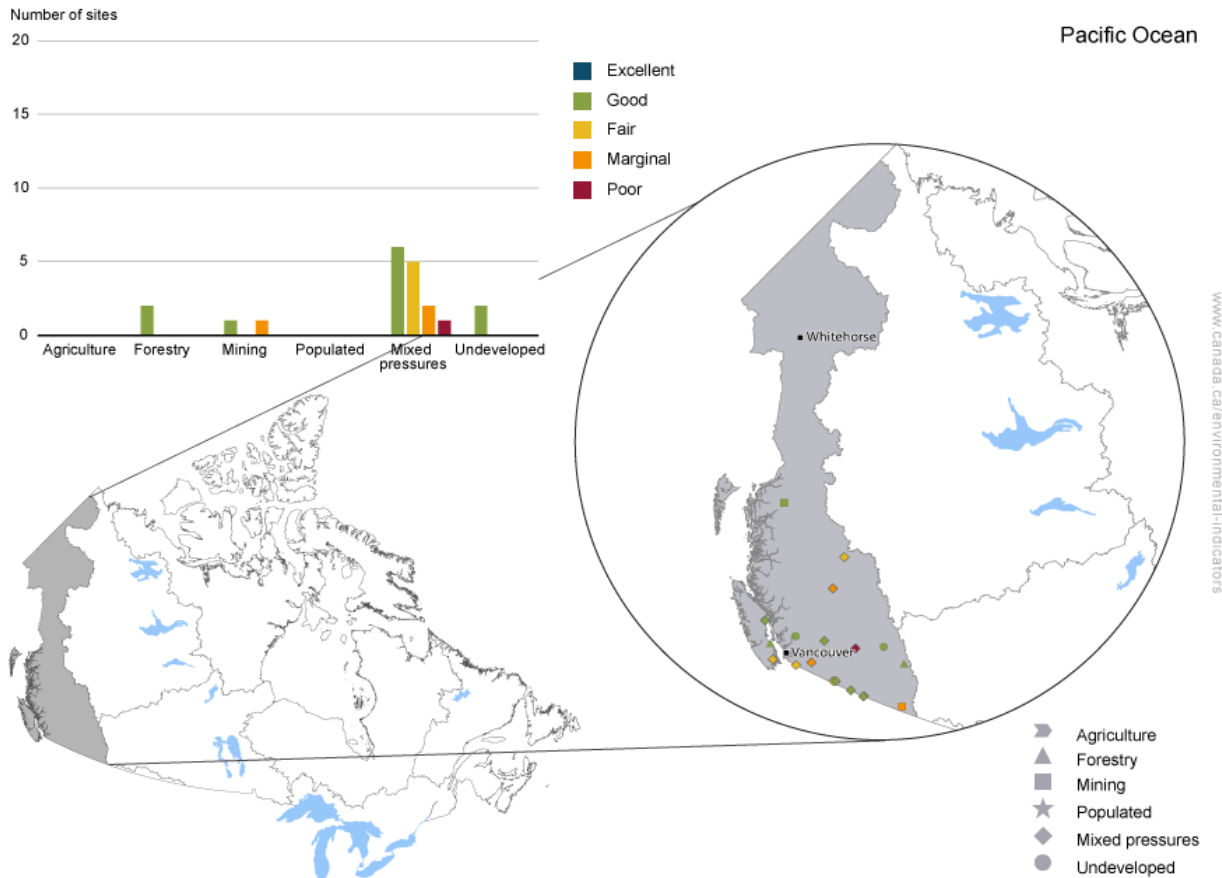 Number of sites
20
15
10
5
0
Agriculture
Forestry
Mining
Populated
Mixed
pressures
Undeveloped
Excellent
Good
Fair
Marginal
Poor
Pacific Ocean
Whitehorse
Vancouver
Agriculture
Forestry
Mining
Populated
Mixed pressures
Undeveloped
www.canada.ca/environmental-indicators